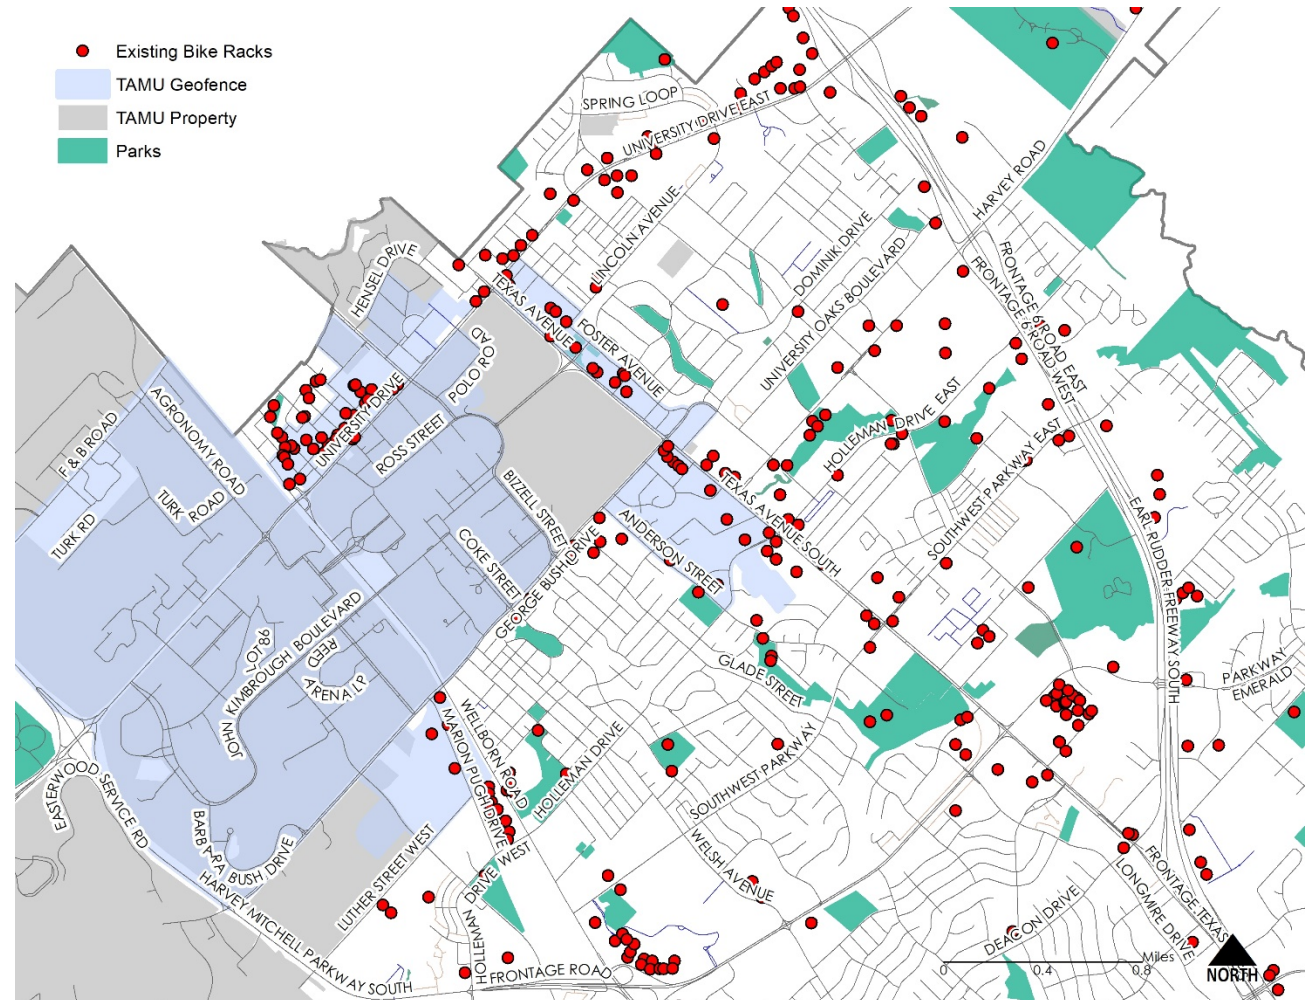 Existing Bike Racks
TAMU Geofence
TAMU Property
Parks
SPRING LOOP
UNIVERSITY DRIVE EAST
HARVEY ROAD
LINCOLN AVENUE
DOMINIK DRIVE
UNIVERSITY OAKS BOULEVARD
HENSEL DRIVE
TEXAS AVENUE
FOSTER AVENUE
FRONTAGE 6 ROAD EAST
FRONTAGE 6 ROAD WEST
POLO ROAD
UNIVERSITY DRIVE
ROSS STREET
AGRONOMY ROAD
F & B ROAD
HOLLEMAN DRIVE EAST
SOUTHWEST PARKWAY EAST
TURK ROAD
TURK RD
BIZZELL STREET
TEXAS AVENUE SOUTH
ANDERSON STREET
COKE STREET
GEORGE BUSH DRIVE
EARL RUDDER FREEWAY SOUTH
JOHN KIMBROUGH BOULEVARD
LOT 98
REED
ARENA LP
GLADE STREET
PARKWAY
EMERALD
WELLBORN ROAD
MARION PUGH DRIVE
HOLLEMAN DRIVE
SOUTHWEST PARKWAY
EASTERWOOD SERVICE RD
BARBARA BUSH DRIVE
LUTHER STREET WEST
HOLLEMAN DRIVE WEST
WELSH AVENUE
HARVEY MITCHELL PARKWAY SOUTH
FRONTAGE ROAD
DEACON DRIVE
LONGMIRE DRIVE
FRONTAGE TEXAS
Miles
0 0.4 0.8
NORTH